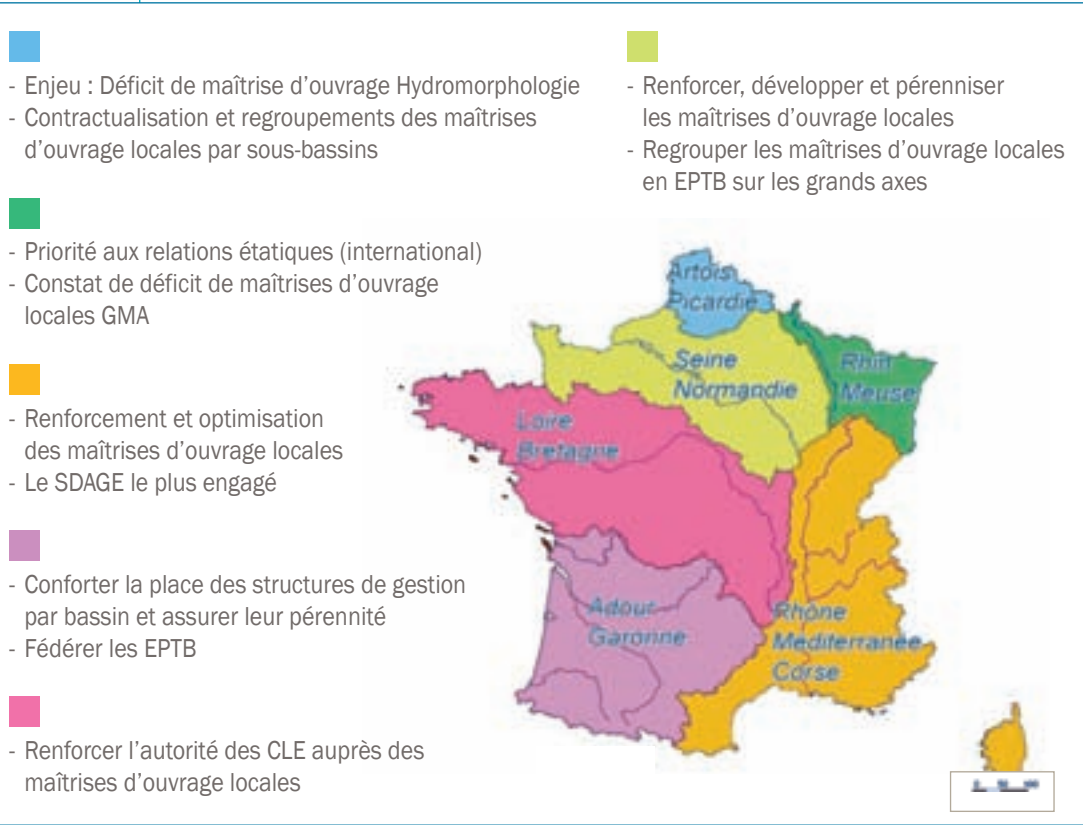 - Enjeu : Déficit de maîtrise d'ouvrage Hydromorphologie
- Contractualisation et regroupements des maîtrises
d'ouvrage locales par sous-bassins
- Priorité aux relations étatiques (international)
- Constat de déficit de maîtrises d'ouvrage
locales GMA
- Renforcement et optimisation
des maîtrises d'ouvrage locales
- Le SDAGE le plus engagé
- Conforter la place des structures de gestion
par bassin et assurer leur pérennité
- Fédérer les EPTB
- Renforcer l'autorité des CLE auprès des
maîtrises d'ouvrage locales
- Renforcer, développer et pérenniser
les maîtrises d'ouvrage locales
- Regrouper les maîtrises d'ouvrage locales
en EPTB sur les grands axes
Artois
Picardie
Seine
Normandie
Rhin
Meuse
Loire
Bretagne
Adour
Garonne
Rhône
Méditerranée
Corse